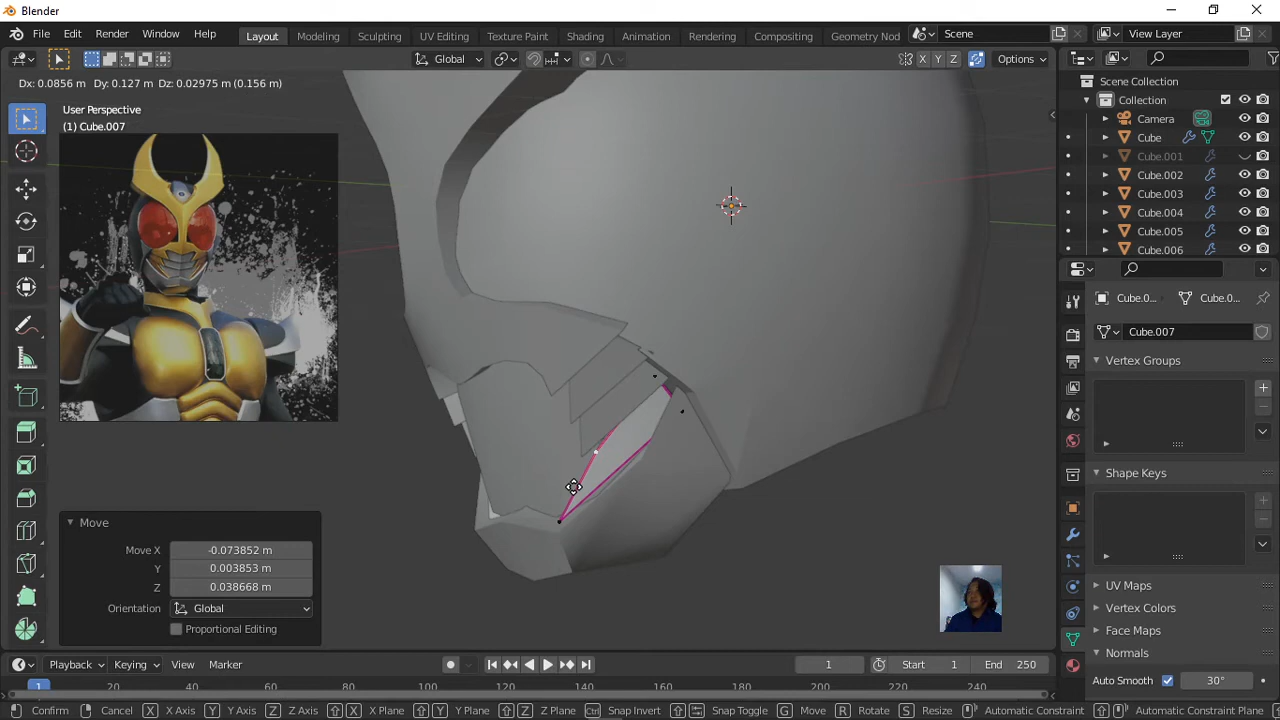 Blender
File Edit Render Window Help
Layout Modeling Sculpting UV Editing Texture Paint Shading Animation Rendering Compositing Geometry Nod
Scene
View Layer
Global
X Y Z
Options
Dx: 0.0856 m Dy: 0.127 m Dz: 0.02975 m (0.156 m)
User Perspective
(1) Cube.007
Scene Collection
Collection
Camera
Cube
Cube.001
Cube.002
Cube.003
Cube.004
Cube.005
Cube.006
Cube.0...
Cube.0...
Cube.007
Vertex Groups
Shape Keys
UV Maps
Vertex Colors
Face Maps
Normals
Auto Smooth 30°
Move
Move X -0.073852 m
Y 0.003853 m
Z 0.038668 m
Orientation Global
Proportional Editing
Playback Keying View Marker
1
Start 1
End 250
1 20 40 60 80 100 120 140 160 180 200 220 240
Confirm Cancel X X Axis Y Y Axis Z Z Axis X X Plane Y Y Plane Z Z Plane Ctrl Snap Invert Snap Toggle G Move R Rotate S Resize Automatic Constraint Automatic Constraint Plane